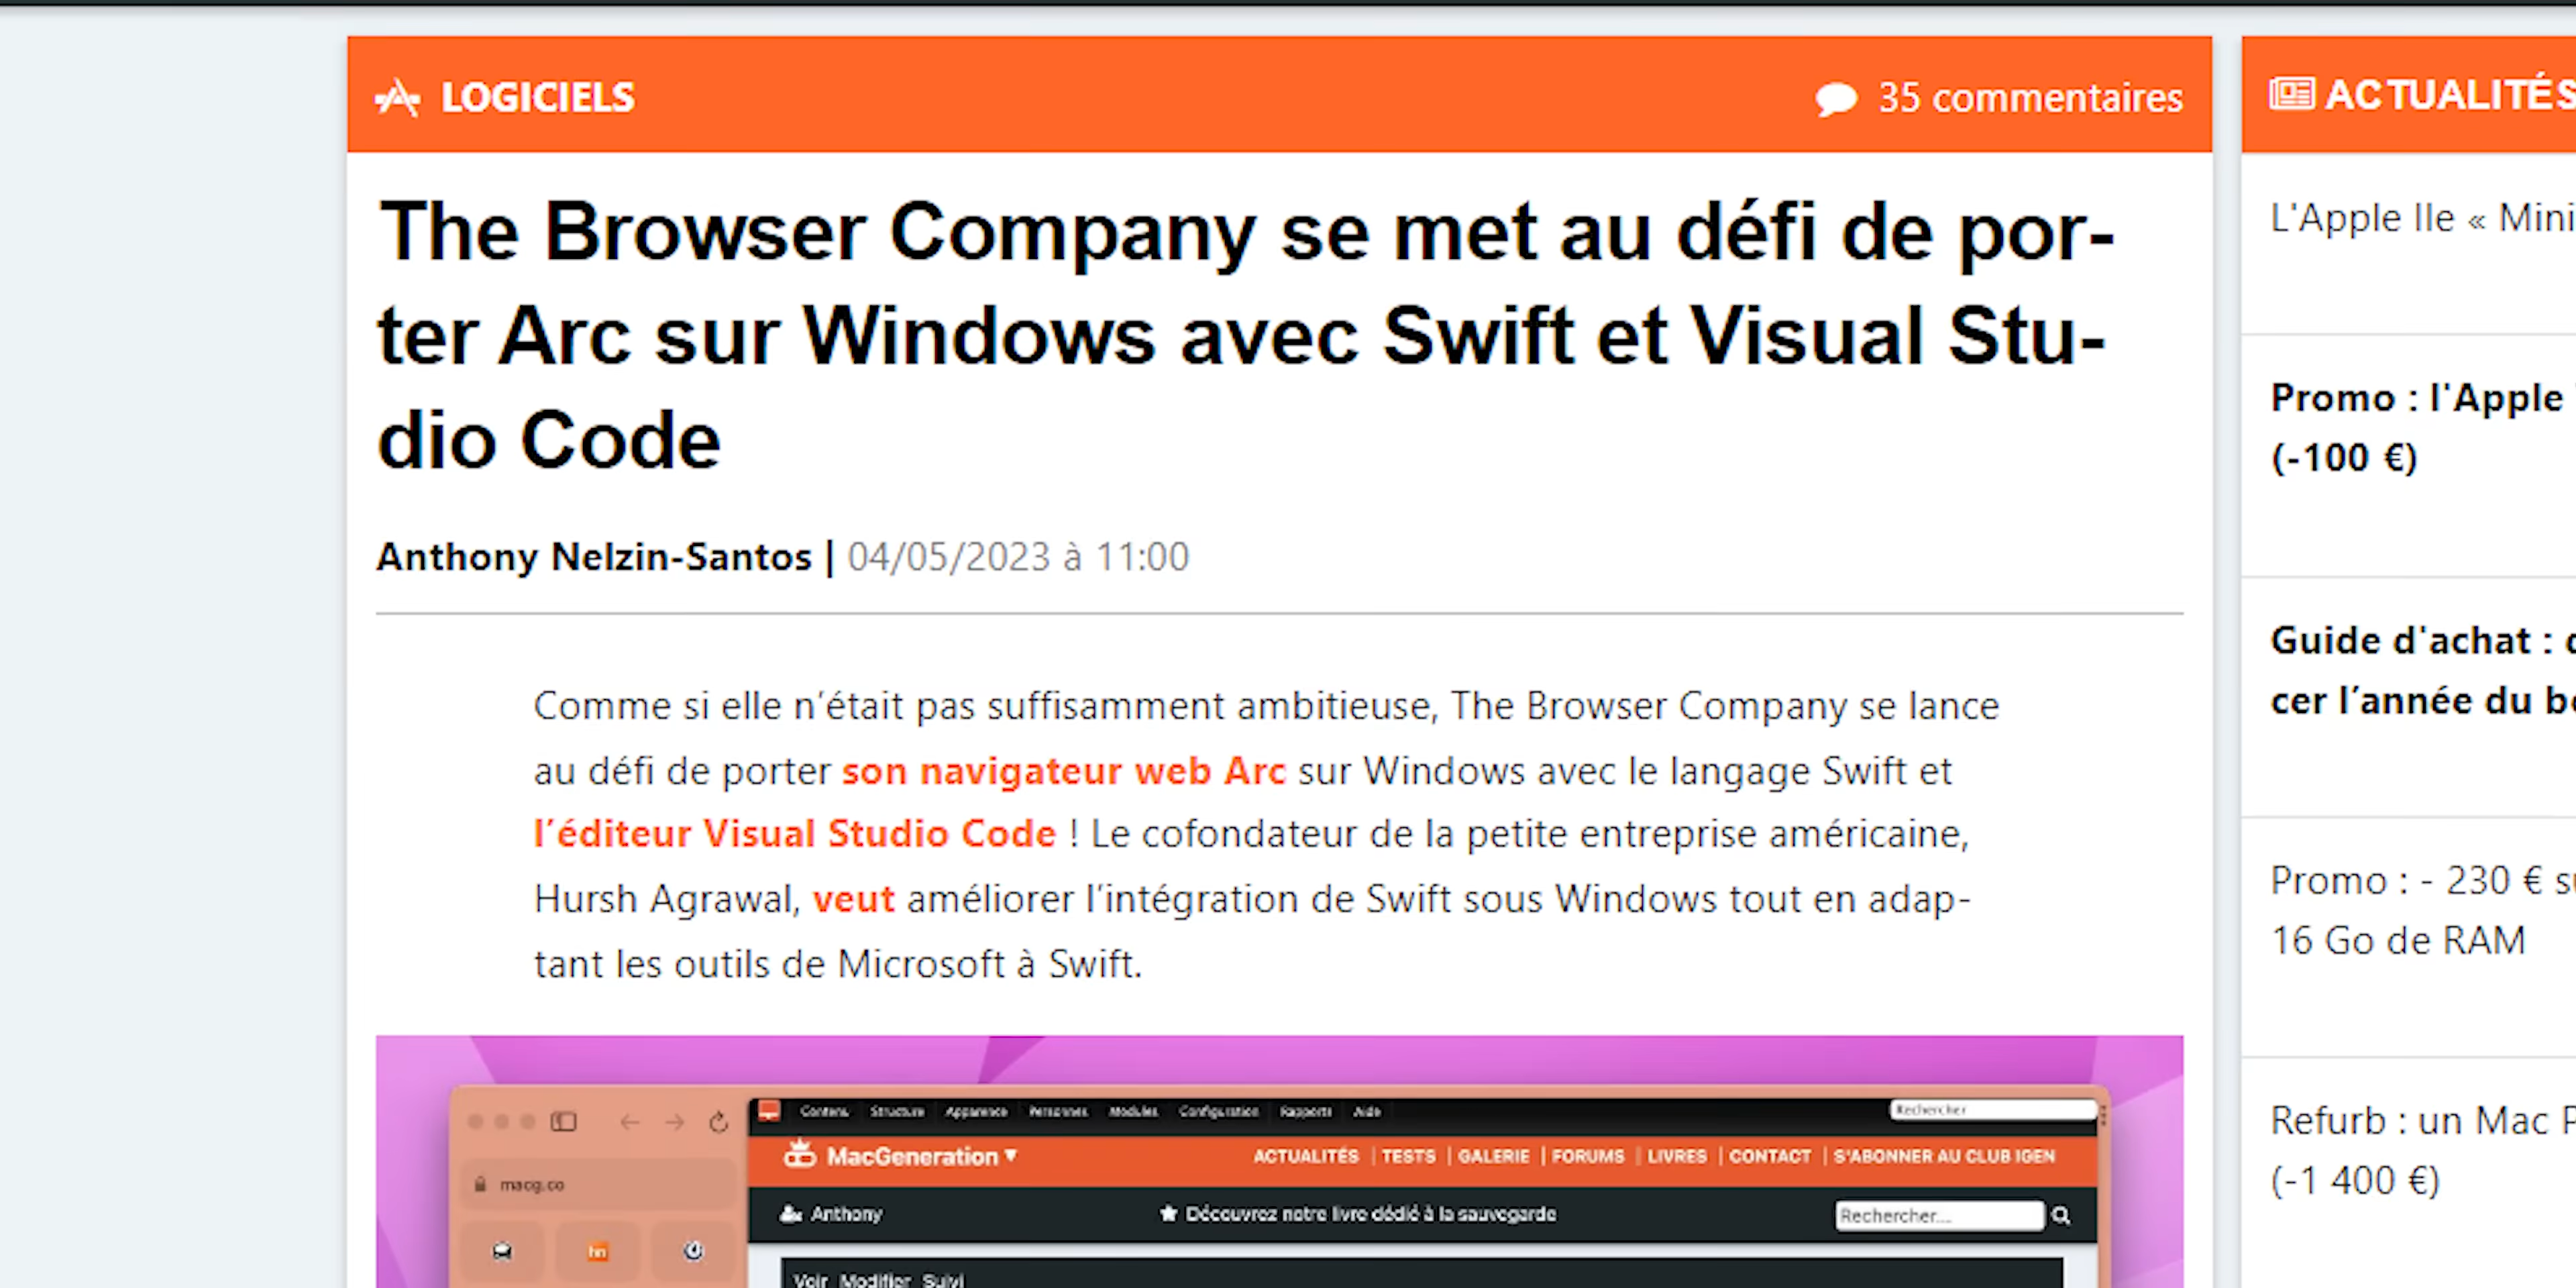 LOGICIELS
35 commentaires
The Browser Company se met au défi de por-
ter Arc sur Windows avec Swift et Visual Stu-
dio Code
Anthony Nelzin-Santos | 04/05/2023 à 11:00
Comme si elle n’était pas suffisamment ambitieuse, The Browser Company se lance
au défi de porter son navigateur web Arc sur Windows avec le langage Swift et
l’éditeur Visual Studio Code ! Le cofondateur de la petite entreprise américaine,
Hursh Agrawal, veut améliorer l’intégration de Swift sous Windows tout en adap-
tant les outils de Microsoft à Swift.
Contenu Structure Apparence Personnes Modules Configuration Rapports Aide
Rechercher
MacGeneration
ACTUALITÉS | TESTS | GALERIE | FORUMS | LIVRES | CONTACT | S'ABONNER AU CLUB IGEN
macg.co
Anthony
Découvrez notre livre dédié à la sauvegarde
Rechercher...
hn
Voir Modifier Suivi
ACTUALITÉS
L'Apple IIe « Mini
Promo : l'Apple
(-100 €)
Guide d'achat :
cer l’année du
Promo : - 230 €
16 Go de RAM
Refurb : un Mac
(-1 400 €)